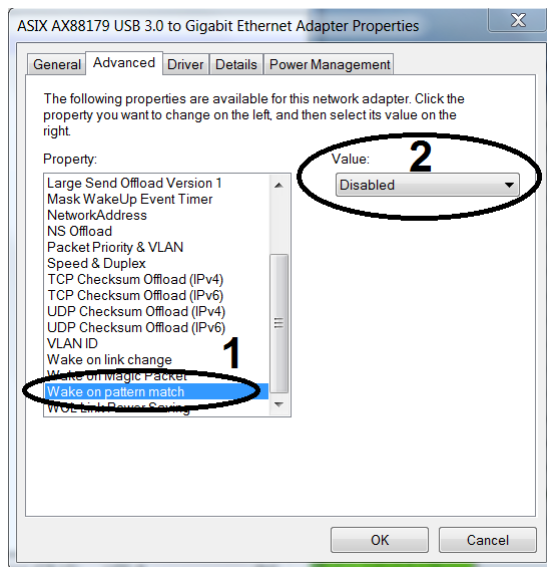 ASIX AX88179 USB 3.0 to Gigabit Ethernet Adapter Properties
General Advanced Driver Details Power Management
The following properties are available for this network adapter. Click the
property you want to change on the left, and then select its value on the
right.
Property:
Value:
2
Large Send Offload Version 1
Mask WakeUp Event Timer
NetworkAddress
NS Offload
Packet Priority & VLAN
Speed & Duplex
TCP Checksum Offload (IPv4)
TCP Checksum Offload (IPv6)
UDP Checksum Offload (IPv4)
UDP Checksum Offload (IPv6)
VLAN ID
Wake on link change
Wake on Magic Packet
Wake on pattern match
WOL Link Power Saving
1
Disabled
OK
Cancel